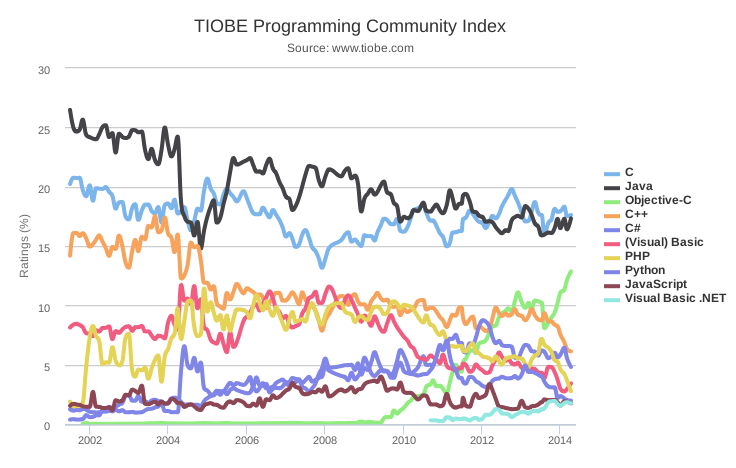 TIOBE Programming Community Index
Source: www.tiobe.com
Ratings (%)
30
25
20
15
10
5
0
2002 2004 2006 2008 2010 2012 2014
C
Java
Objective-C
C++
C#
(Visual) Basic
PHP
Python
JavaScript
Visual Basic .NET